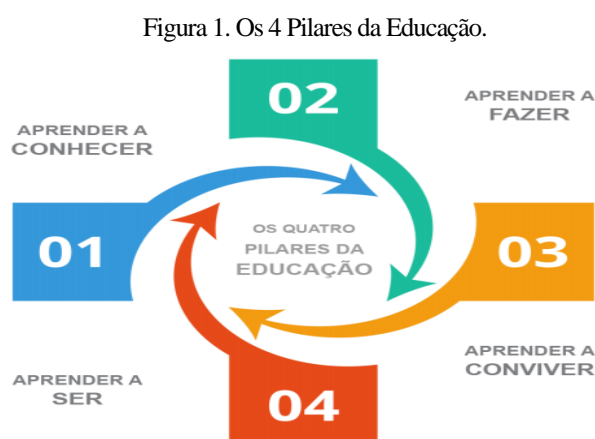 Figura 1. Os 4 Pilares da Educação.
APRENDER A
CONHECER
01
02
APRENDER A
FAZER
03
OS QUATRO
PILARES DA
EDUCAÇÃO
APRENDER A
CONVIVER
04
APRENDER A
SER